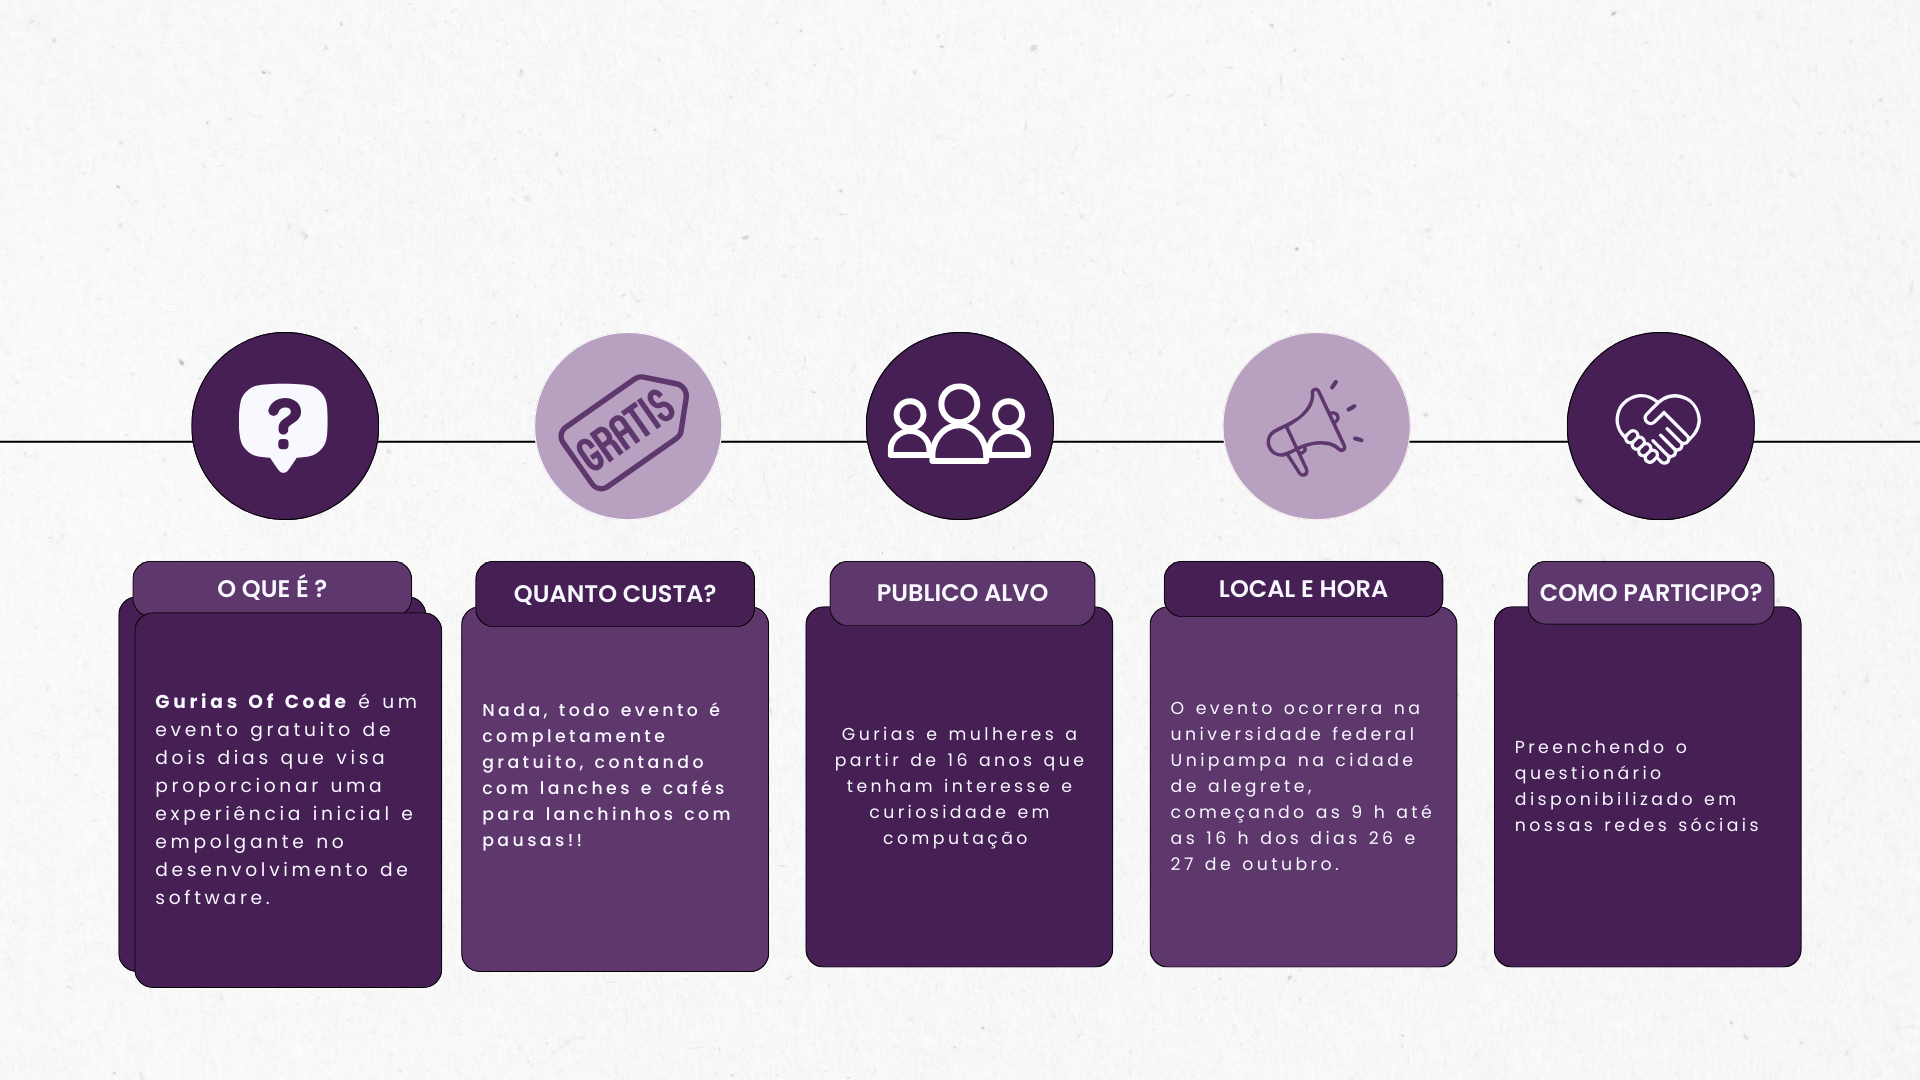 ?
GRATIS
O QUE É ?
Gurias Of Code é um
evento gratuito de
dois dias que visa
proporcionar uma
experiência inicial e
empolgante no
desenvolvimento de
software.
QUANTO CUSTA?
Nada, todo evento é
completamente
gratuito, contando
com lanches e cafés
para lanchinhos com
pausas!!
PUBLICO ALVO
Gurias e mulheres a
partir de 16 anos que
tenham interesse e
curiosidade em
computação
LOCAL E HORA
O evento ocorrera na
universidade federal
Unipampa na cidade
de alegrete,
começando as 9 h até
as 16 h dos dias 26 e
27 de outubro.
COMO PARTICIPO?
Preenchendo o
questionário
disponibilizado em
nossas redes sóciais